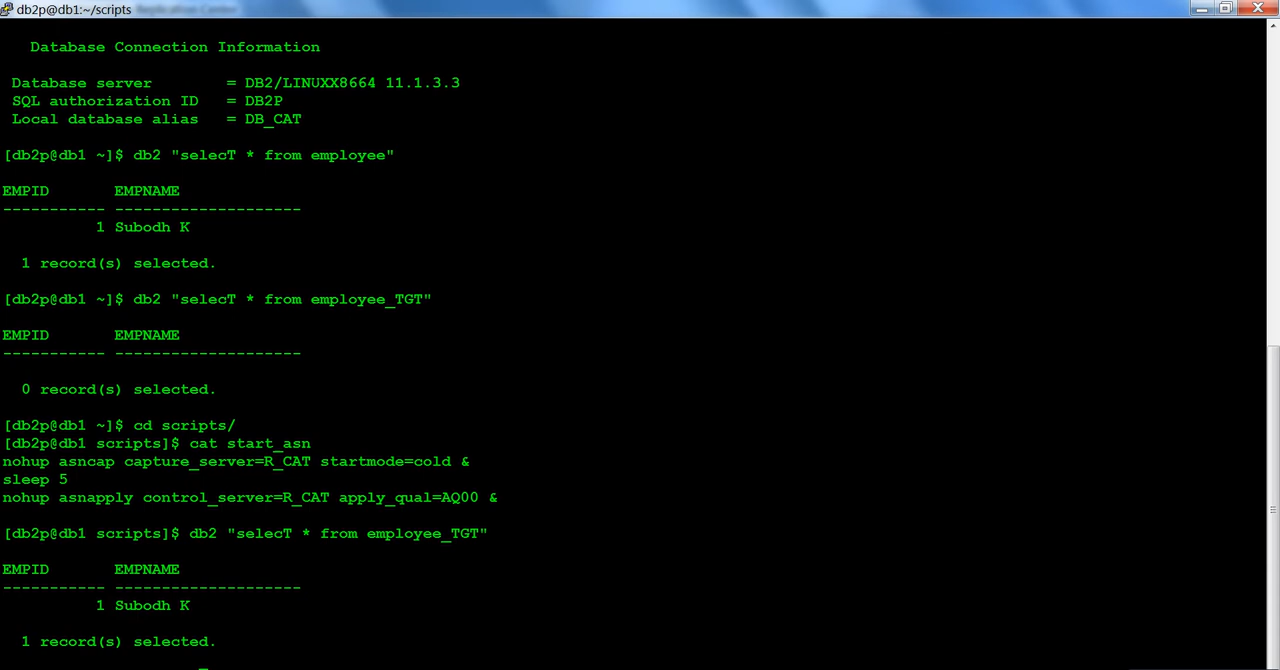 db2p@db1:~/scripts
Replication Center
Database Connection Information
Database server = DB2/LINUXX8664 11.1.3.3
SQL authorization ID = DB2P
Local database alias = DB_CAT
[db2p@db1 ~]$ db2 "selecT * from employee"
EMPID EMPNAME
----------- --------------------
1 Subodh K
1 record(s) selected.
[db2p@db1 ~]$ db2 "selecT * from employee_TGT"
EMPID EMPNAME
----------- --------------------
0 record(s) selected.
[db2p@db1 ~]$ cd scripts/
[db2p@db1 scripts]$ cat start_asn
nohup asncap capture_server=R_CAT startmode=cold &
sleep 5
nohup asnapply control_server=R_CAT apply_qual=AQ00 &
[db2p@db1 scripts]$ db2 "selecT * from employee_TGT"
EMPID EMPNAME
----------- --------------------
1 Subodh K
1 record(s) selected.